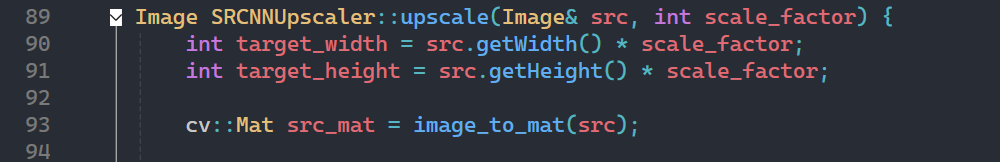 89 Image SRCNNUpscaler::upscale(Image& src, int scale_factor) {
90 int target_width = src.getWidth() * scale_factor;
91 int target_height = src.getHeight() * scale_factor;
92
93 cv::Mat src_mat = image_to_mat(src);
94